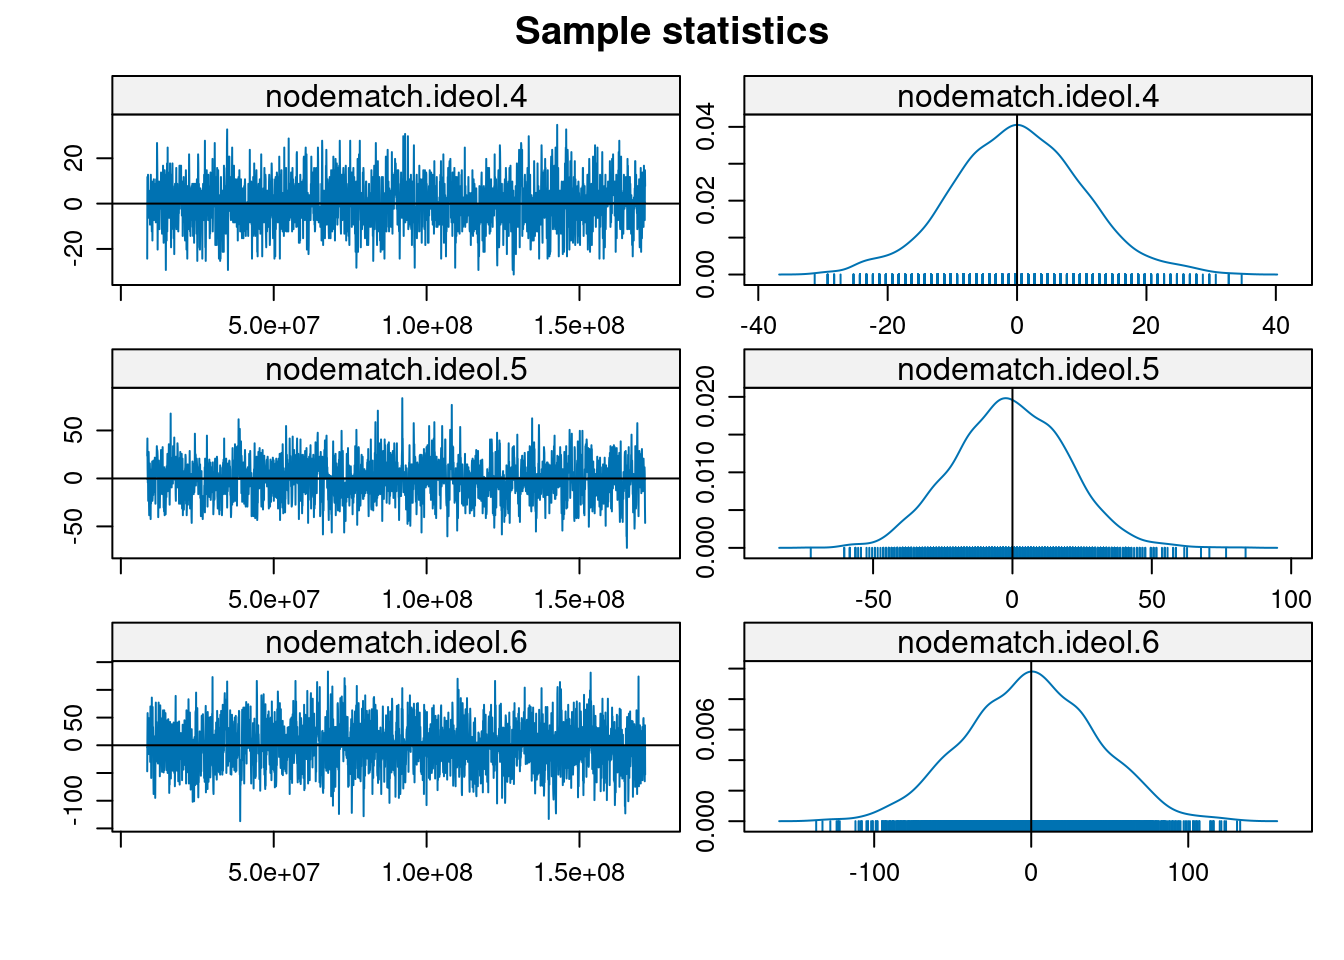 Sample statistics
nodematch.ideol.4
nodematch.ideol.4
20
0
-20
5.0e+07 1.0e+08 1.5e+08
0.04
0.02
0.00
-40 -20 0 20 40
nodematch.ideol.5
nodematch.ideol.5
50
0
-50
5.0e+07 1.0e+08 1.5e+08
0.020
0.010
0.000
-50 0 50 100
nodematch.ideol.6
nodematch.ideol.6
50
0
-100
5.0e+07 1.0e+08 1.5e+08
0.006
0.000
-100 0 100